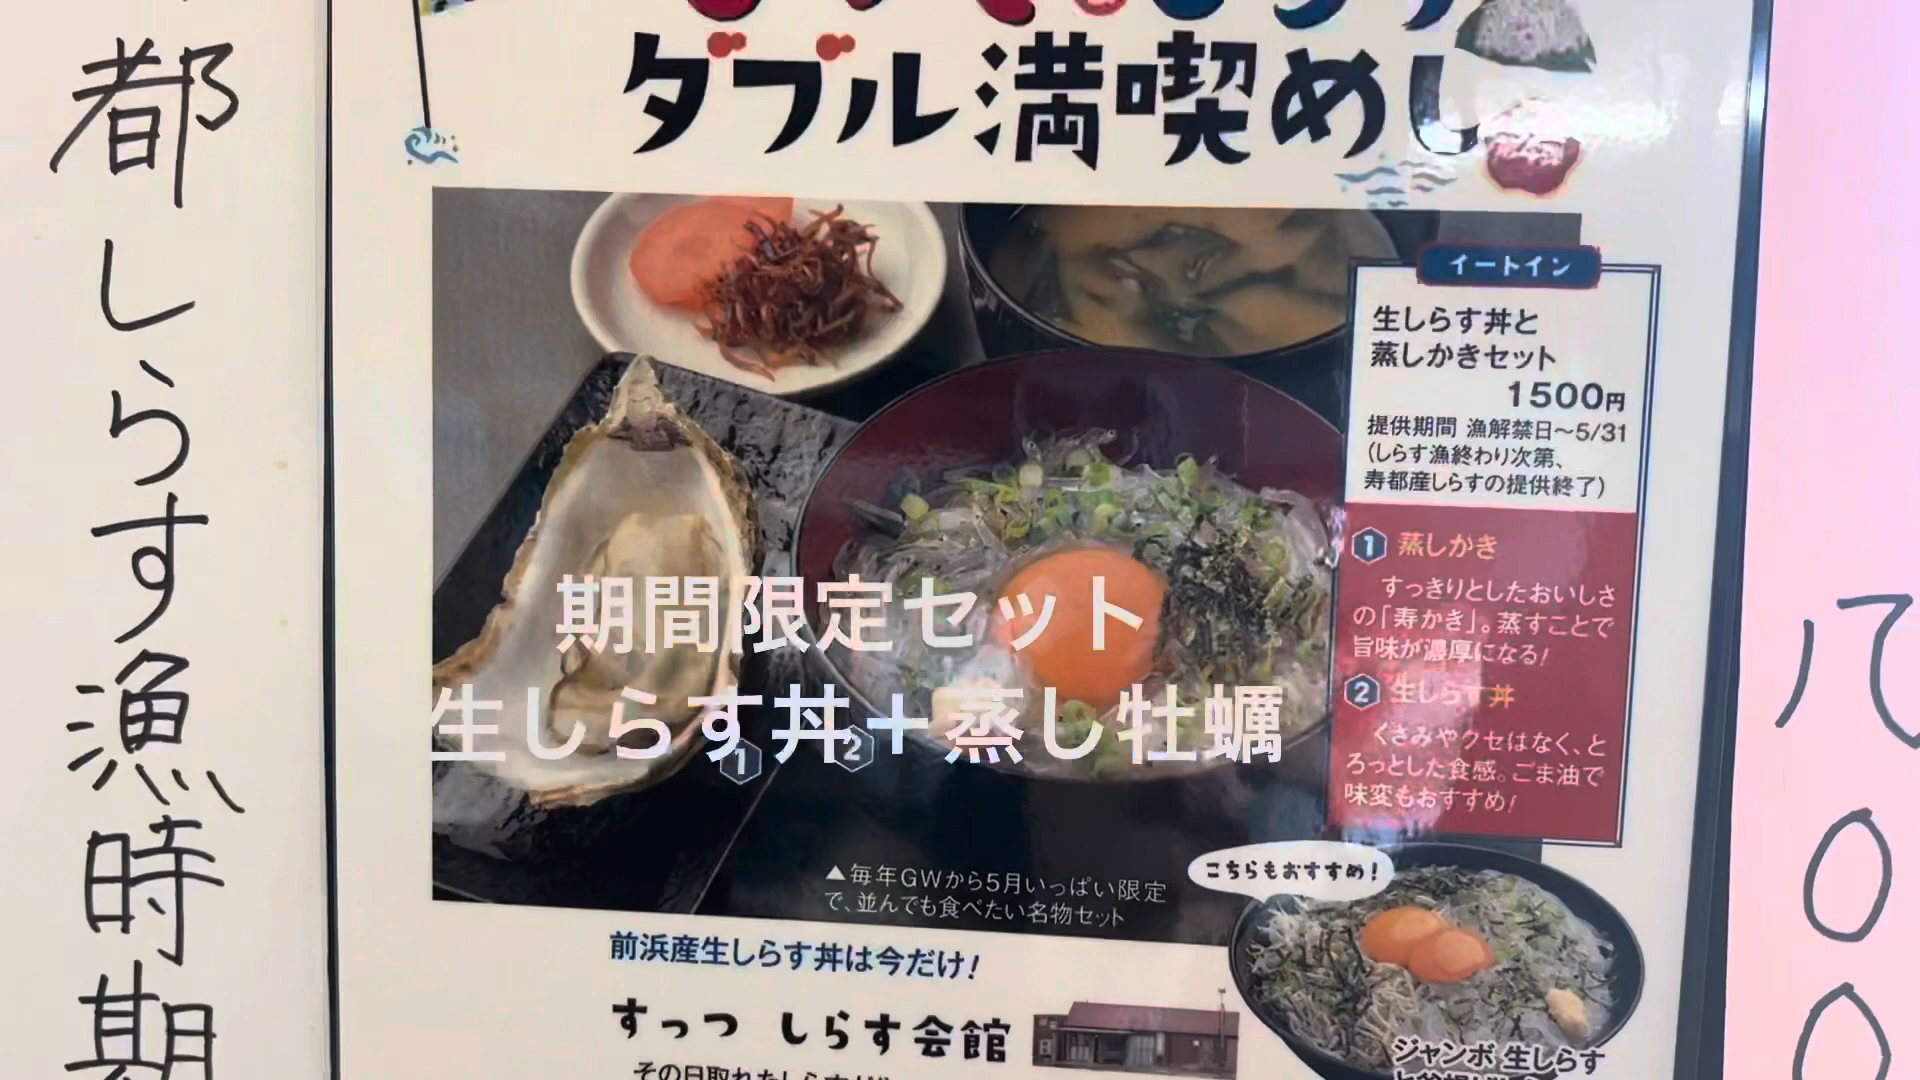 都しらす漁時期
ダブル満喫めし
イートイン
生しらす丼と
蒸しかきセット
1500円
提供期間 漁解禁日～5/31
(しらす漁終わり次第、
寿都産しらすの提供終了)
1 蒸しかき
すっきりとしたおいしさ
の「寿かき」。蒸すことで
旨味が濃厚になる!
2 生しらす丼
くさみやクセはなく、と
ろっとした食感。ごま油で
味変もおすすめ!
期間限定セット
生しらす丼＋蒸し牡蠣
1
2
▲毎年GWから5月いっぱい限定
で、並んでも食べたい名物セット
こちらもおすすめ!
前浜産生しらす丼は今だけ!
すっつ しらす会館
ジャンボ 生しらす
八〇〇